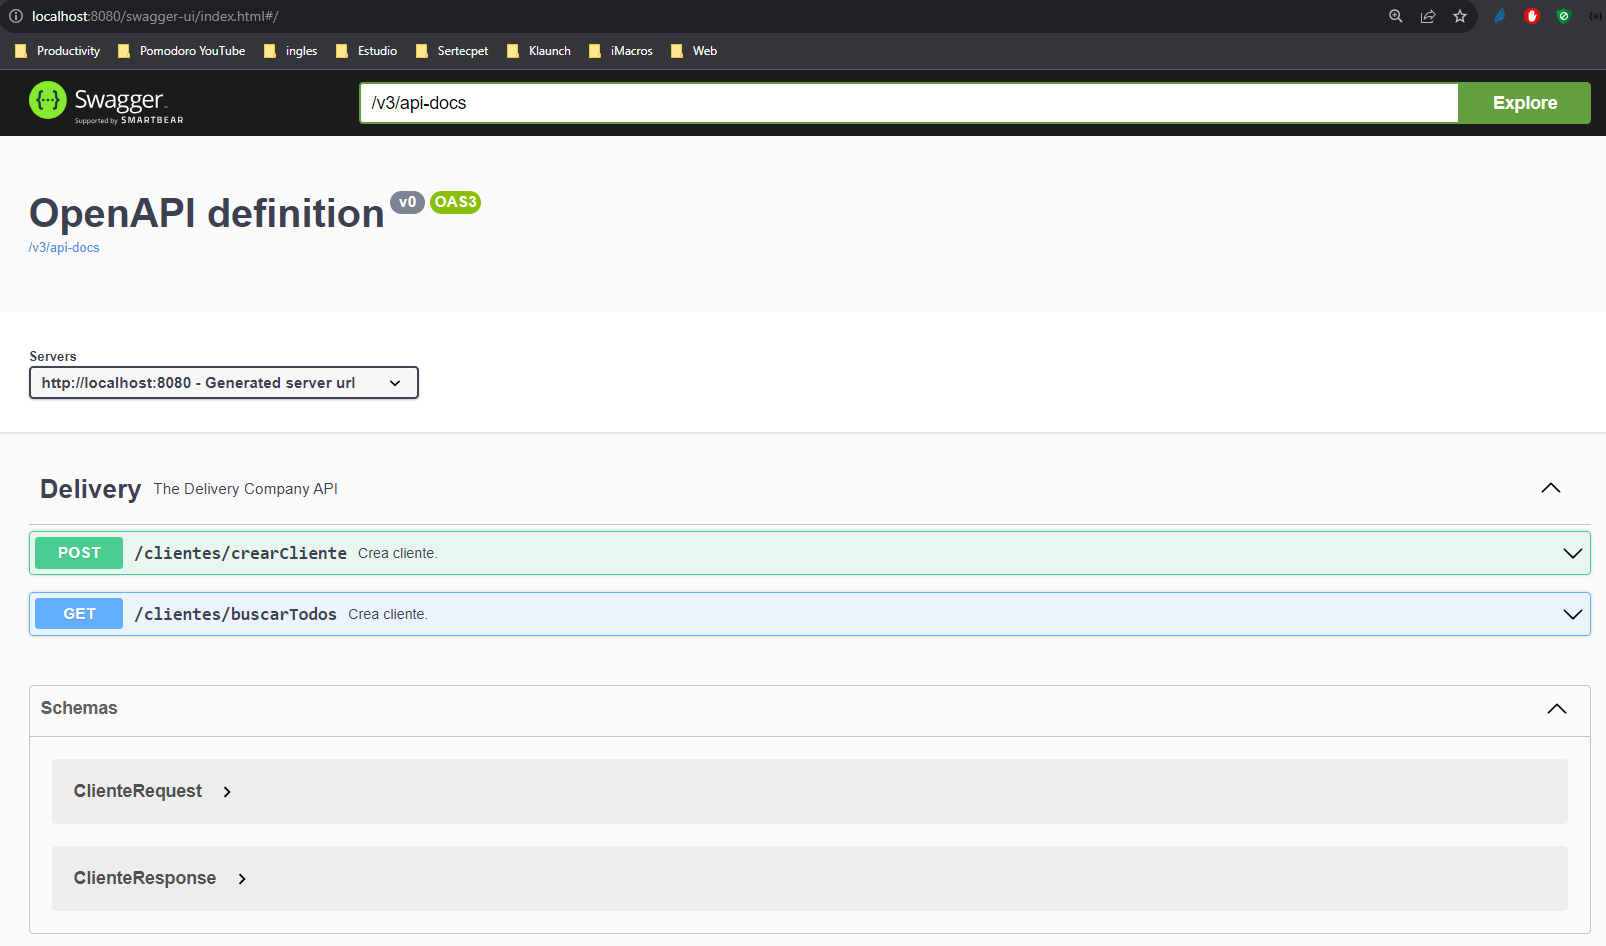 localhost:8080/swagger-ui/index.html#/
Productivity Pomodoro YouTube ingles Estudio Sertecpet Klaunch iMacros Web
{··} Swagger
Supported by SMARTBEAR
/v3/api-docs Explore
OpenAPI definition v0 OAS3
/v3/api-docs
Servers
http://localhost:8080 - Generated server url
Delivery The Delivery Company API
POST /clientes/crearCliente Crea cliente.
GET /clientes/buscarTodos Crea cliente.
Schemas
ClienteRequest
ClienteResponse